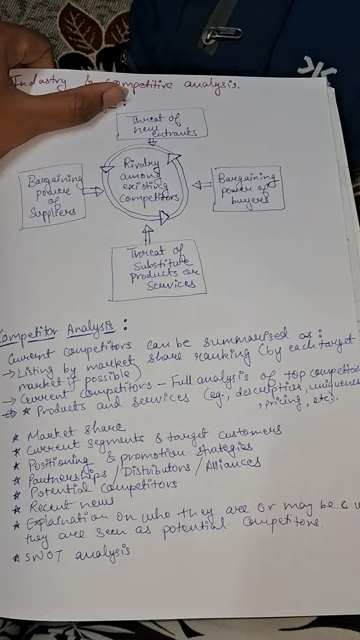 Industry & Competitive analysis.
Threat of
new
entrants
Bargaining
power
of
Suppliers
Rivalry
among
existing
Competitors
Bargaining
power of
buyers
Threat of
Substitute
Products or
Services
Competitor Analysis:
Current competitors can be summarised as:
→ Listing by market share ranking (by each target
market if possible)
→ Current competitors - Full analysis of top competitors
⇒ * Products and services (eg., description, uniqueness
, pricing, etc).
* Market share
* Current segments & target customers
* Positioning & promotion strategies
* Partnerships / Distributors / Alliances
* Potential competitors
* Recent news
* Explanation on who they are or may be &
they are seen as potential competitors.
* SWOT analysis